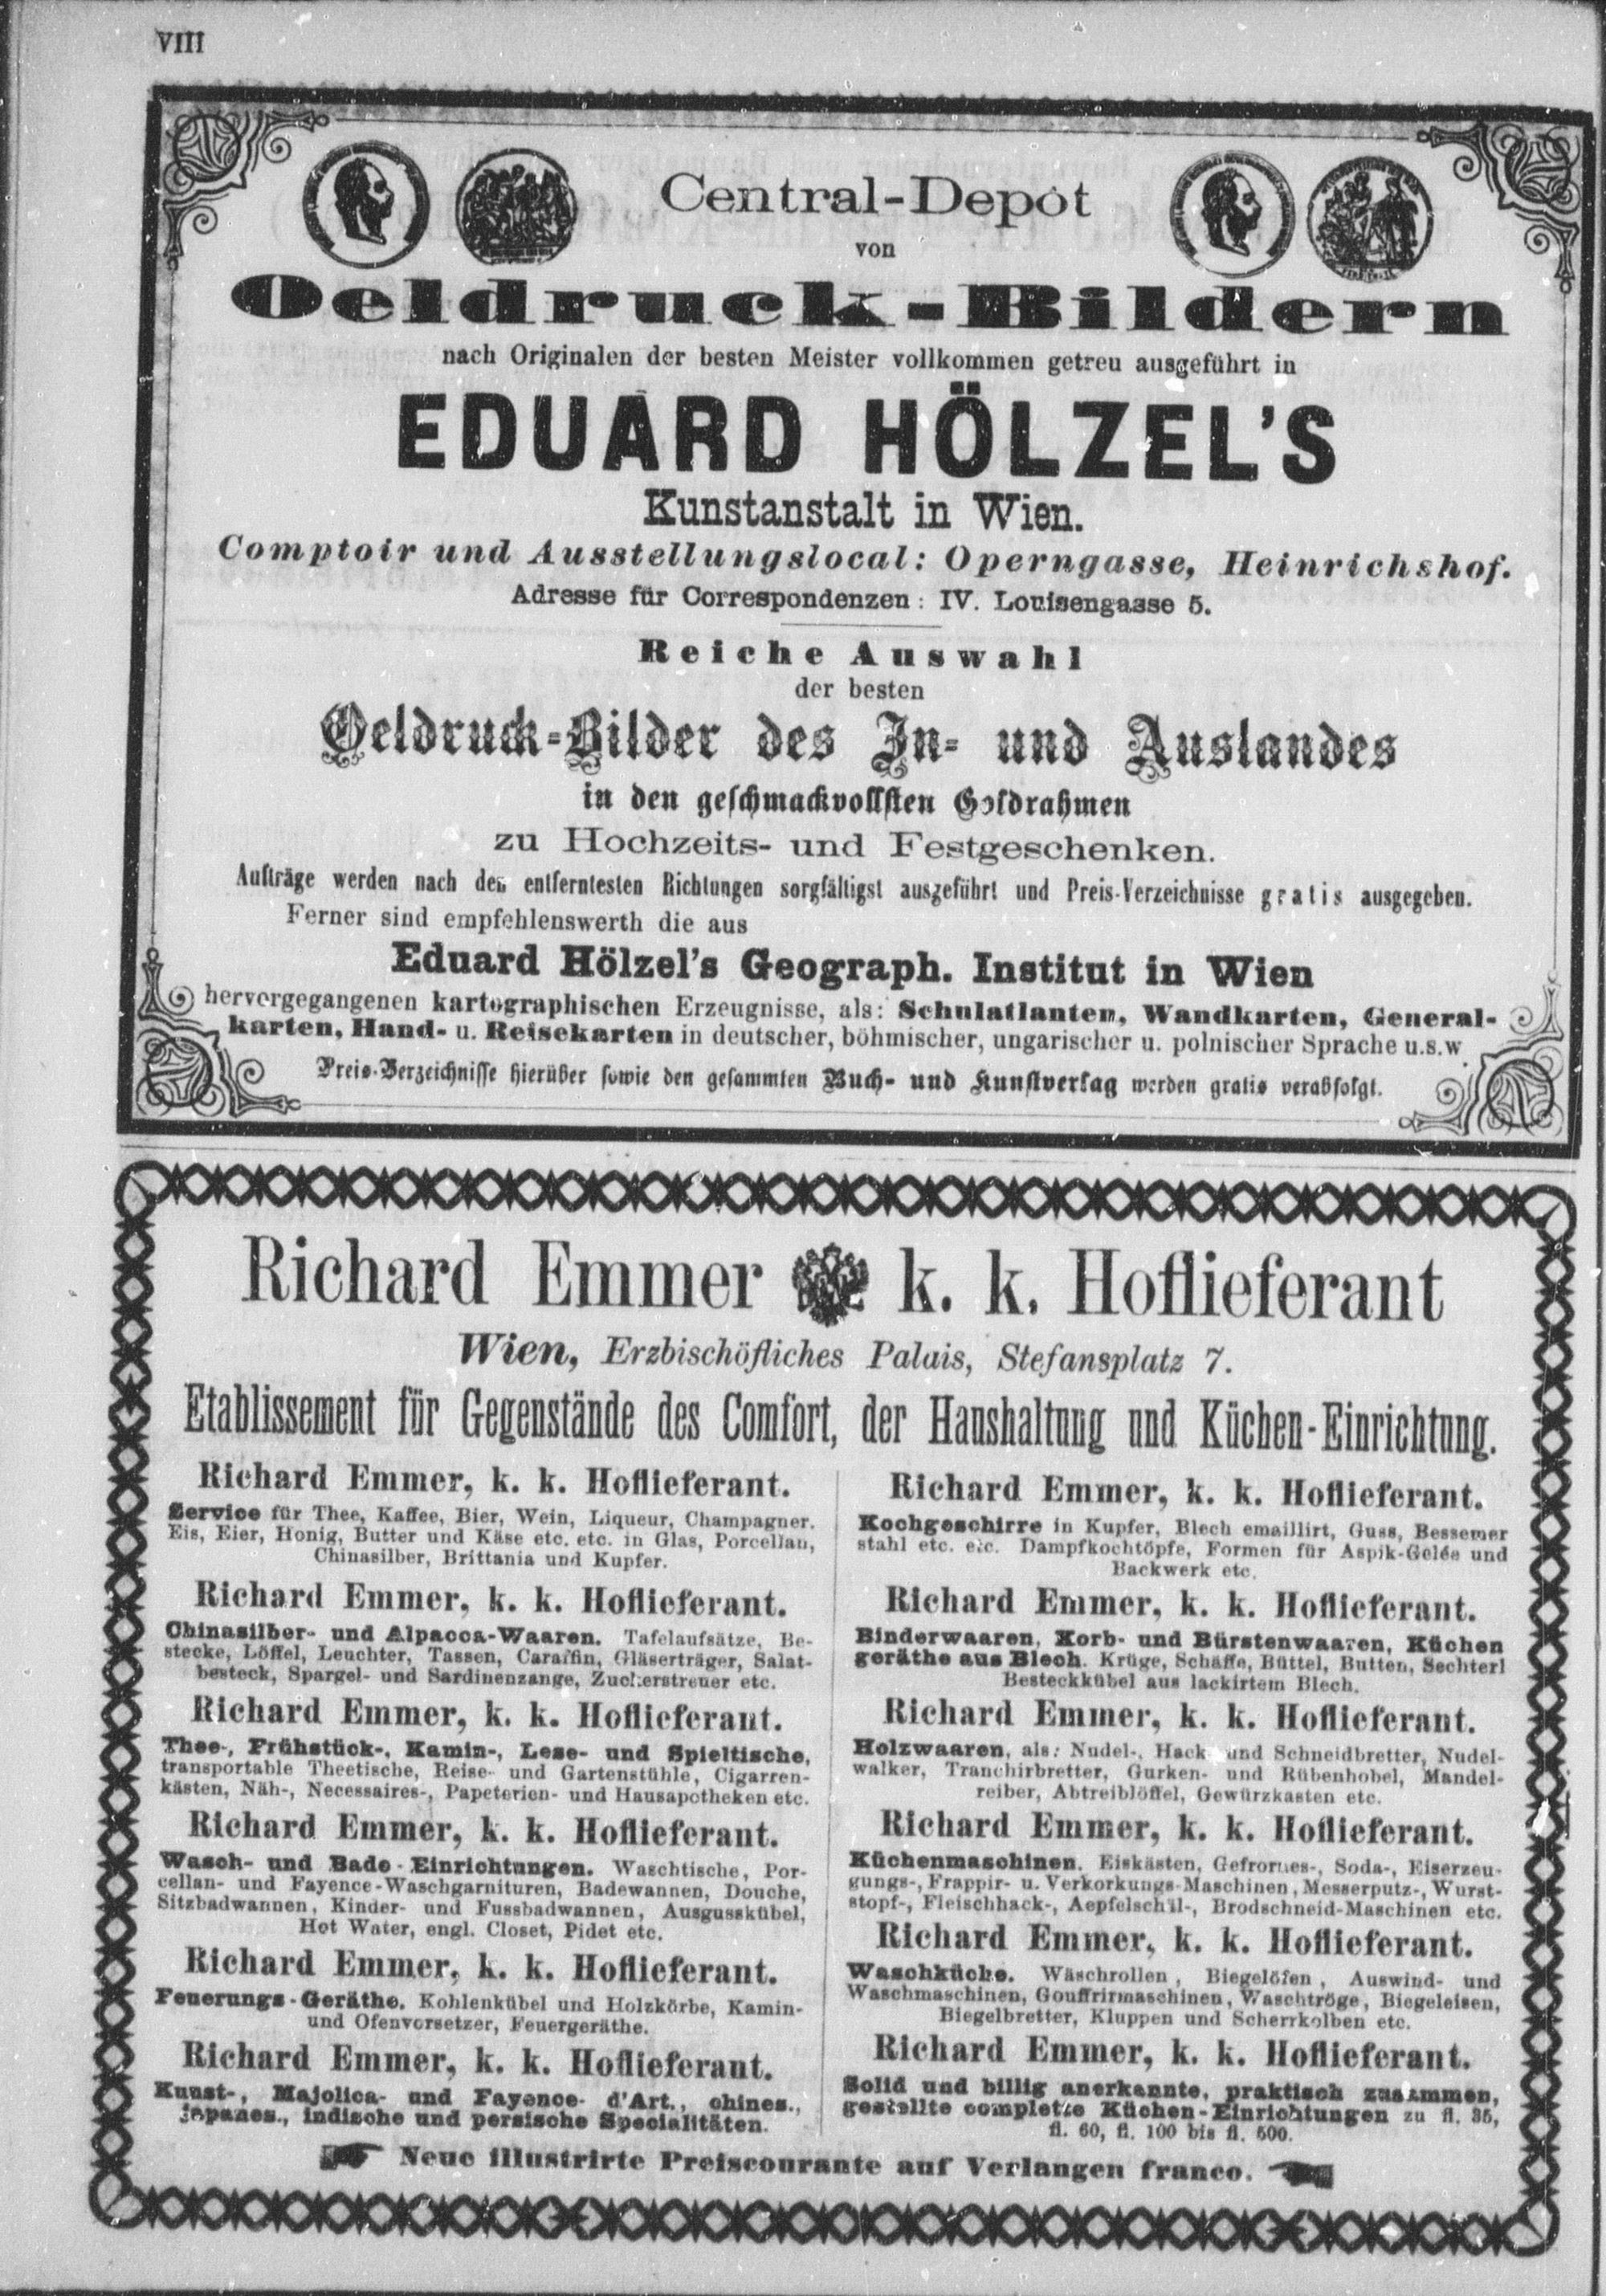 VIII
Central-Depôt
von
Oeldruck-Bildern
nach Originalen der besten Meister vollkommen getreu ausgeführt in
EDUARD HÖLZEL'S
Kunstanstalt in Wien.
Comptoir und Ausstellungslocal: Operngasse, Heinrichshof.
Adresse für Correspondenzen: IV. Louisengasse 5.
Reiche Auswahl
der besten
Oeldruck-Bilder des In- und Auslandes
in den geschmackvollsten Goldrahmen
zu Hochzeits- und Festgeschenken.
Aufträge werden nach den entferntesten Richtungen sorgfältigst ausgeführt und Preis-Verzeichnisse gratis ausgegeben.
Ferner sind empfehlenswerth die aus
Eduard Hölzel's Geograph. Institut in Wien
hervorgegangenen kartographischen Erzeugnisse, als: Schulatlanten, Wandkarten, General-
karten, Hand- u. Reisekarten in deutscher, böhmischer, ungarischer u. polnischer Sprache u.s.w
Preis-Verzeichnisse hierüber sowie den gesammten Buch- und Kunstverlag werden gratis verabfolgt.
Richard Emmer k. k. Hoflieferant
Wien, Erzbischöfliches Palais, Stefansplatz 7.
Etablissement für Gegenstände des Comfort, der Haushaltung und Küchen-Einrichtung.
Richard Emmer, k. k. Hoflieferant.
Service für Thee, Kaffee, Bier, Wein, Liqueur, Champagner.
Eis, Eier, Honig, Butter und Käse etc. etc. in Glas, Porcellan,
Chinasilber, Brittania und Kupfer.
Richard Emmer, k. k. Hoflieferant.
Chinasilber- und Alpacca-Waaren. Tafelaufsätze, Be-
stecke, Löffel, Leuchter, Tassen, Caraffin, Gläserträger, Salat-
besteck, Spargel- und Sardinenzange, Zuckerstreuer etc.
Richard Emmer, k. k. Hoflieferant.
Thee-, Frühstück-, Kamin-, Lese- und Spieltische,
transportable Theetische, Reise- und Gartenstühle, Cigarren-
kästen, Näh-, Necessaires-, Papeterien- und Hausapotheken etc.
Richard Emmer, k. k. Hoflieferant.
Wasch- und Bade-Einrichtungen. Waschtische, Por-
cellan- und Fayence-Waschgarnituren, Badewannen, Douche,
Sitzbadwannen, Kinder- und Fussbadwannen, Ausgusskübel,
Hot Water, engl. Closet, Pidet etc.
Richard Emmer, k. k. Hoflieferant.
Feuerungs-Geräthe. Kohlenkübel und Holzkörbe, Kamin-
und Ofenvorsetzer, Feuergeräthe.
Richard Emmer, k. k. Hoflieferant.
Kunst-, Majolica- und Fayence- d'Art., chines.,
japanes., indische und persische Specialitäten.
Richard Emmer, k. k. Hoflieferant.
Kochgeschirre in Kupfer, Blech emaillirt, Guss, Bessemer
stahl etc. etc. Dampfkochtöpfe, Formen für Aspik-Gelée und
Backwerk etc.
Richard Emmer, k. k. Hoflieferant.
Binderwaaren, Korb- und Bürstenwaaren, Küchen
geräthe aus Blech. Krüge, Schaffe, Büttel, Butten, Sechterl
Besteckkübel aus lackirtem Blech.
Richard Emmer, k. k. Hoflieferant.
Holzwaaren, als: Nudel-, Hack und Schneidbretter, Nudel-
walker, Tranchirbretter, Gurken- und Rübenhobel, Mandel-
reiber, Abtreiblöffel, Gewürzkasten etc.
Richard Emmer, k. k. Hoflieferant.
Küchenmaschinen. Eiskästen, Gefrornes-, Soda-, Eiserzeu-
gungs-, Frappir- u. Verkorkungs-Maschinen, Messerputz-, Wurst-
stopf-, Fleischhack-, Aepfelschäl-, Brodschneid-Maschinen etc.
Richard Emmer, k. k. Hoflieferant.
Waschküche. Wäschrollen, Biegelöfen, Auswind- und
Waschmaschinen, Gouffrirmaschinen, Waschtröge, Biegeleisen,
Biegelbretter, Kluppen und Scherrkolben etc.
Richard Emmer, k. k. Hoflieferant.
Solid und billig anerkannte, praktisch zusammen,
gestellte complette Küchen-Einrichtungen zu fl. 35,
fl. 60, fl. 100 bis fl. 500.
Neue illustrirte Preiscourante auf Verlangen franco.